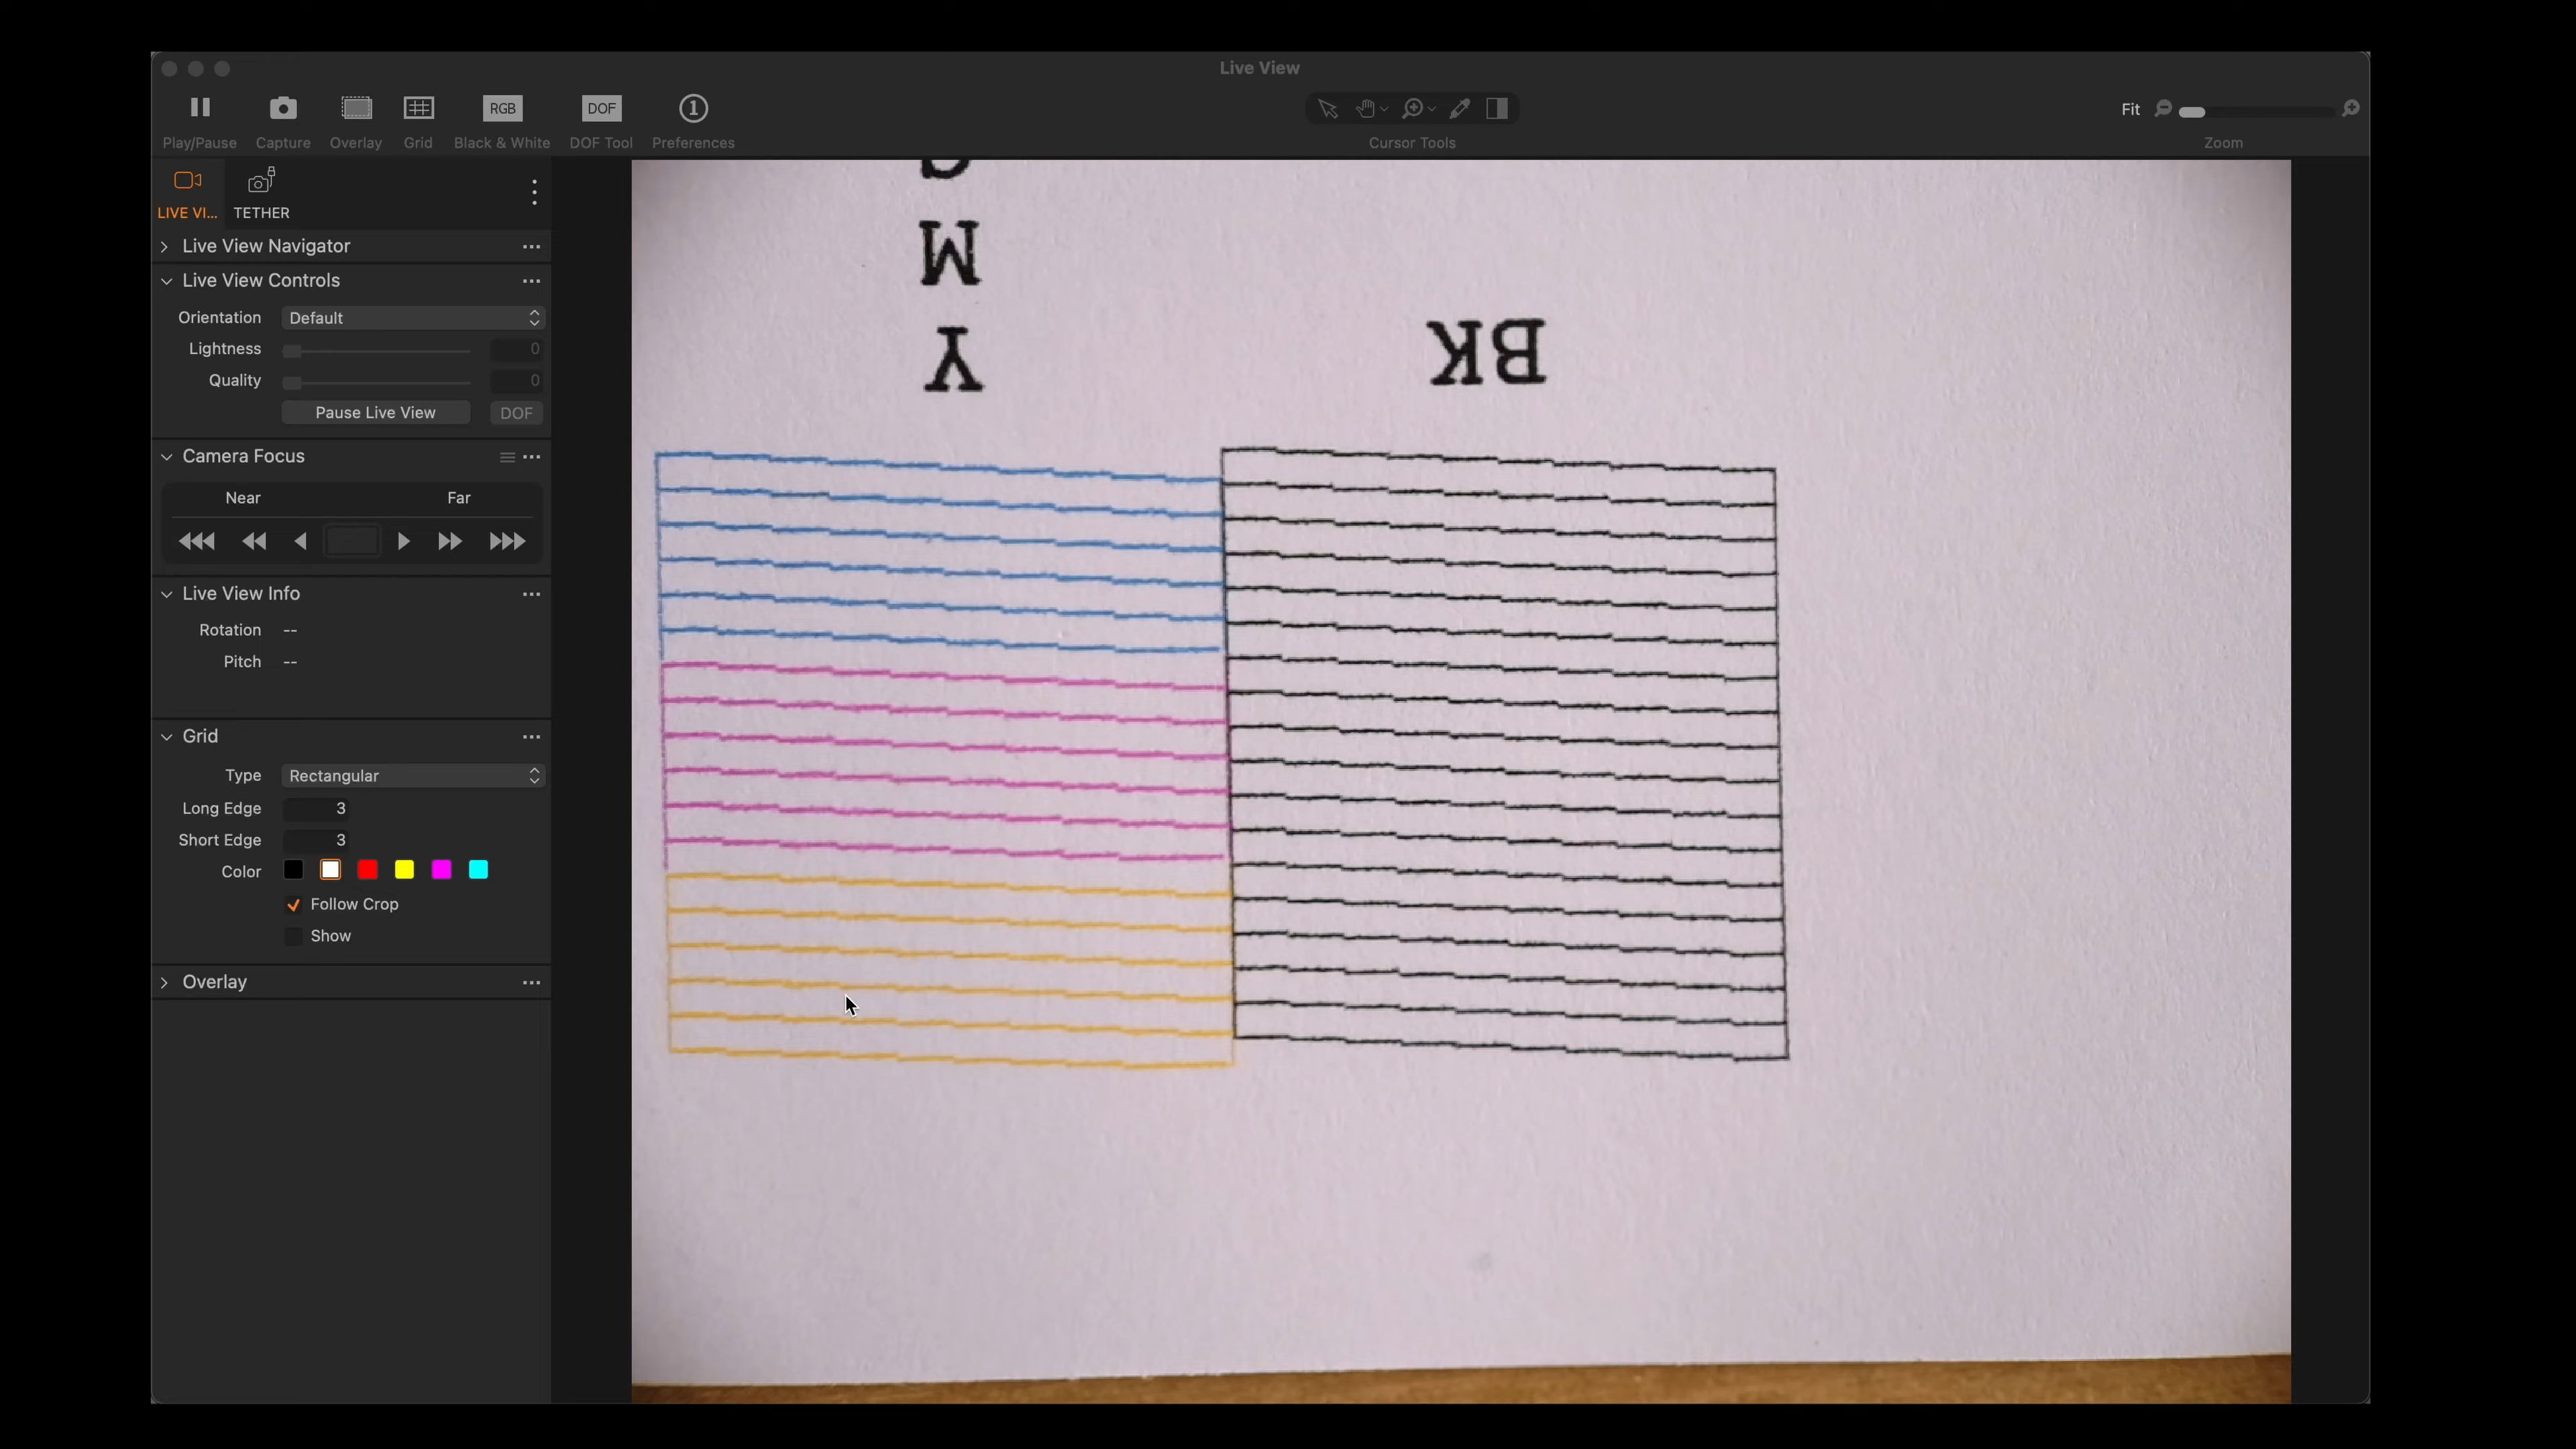 Live View
RGB
DOF
1
Fit
Play/Pause
Capture
Overlay
Grid
Black & White
DOF Tool
Preferences
Cursor Tools
Zoom
LIVE VI...
TETHER
Live View Navigator
Live View Controls
Orientation
Default
Lightness
0
Quality
0
Pause Live View
DOF
Camera Focus
Near
Far
Live View Info
Rotation
--
Pitch
--
Grid
Type
Rectangular
Long Edge
3
Short Edge
3
Color
Follow Crop
Show
Overlay
M
Y
BK